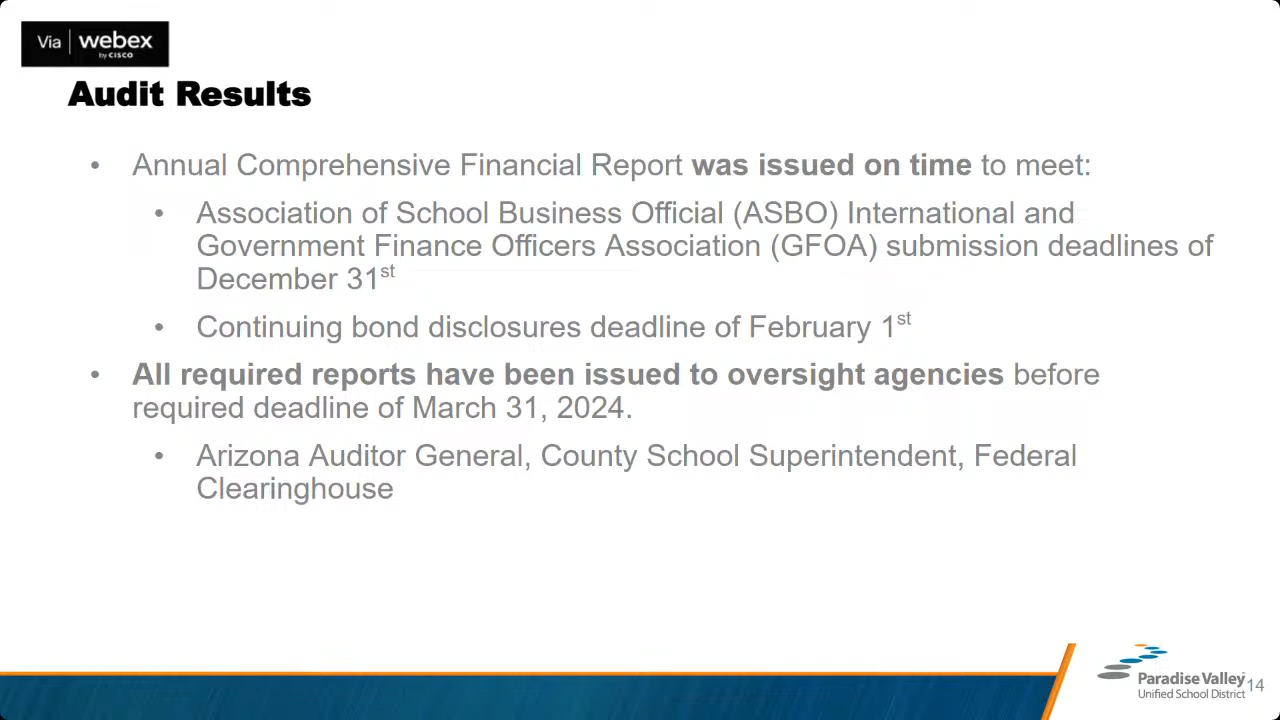 Via webex
by CISCO
Audit Results
• Annual Comprehensive Financial Report was issued on time to meet:
• Association of School Business Official (ASBO) International and
Government Finance Officers Association (GFOA) submission deadlines of
December 31st
• Continuing bond disclosures deadline of February 1st
• All required reports have been issued to oversight agencies before
required deadline of March 31, 2024.
• Arizona Auditor General, County School Superintendent, Federal
Clearinghouse
Paradise Valley
Unified School District
14